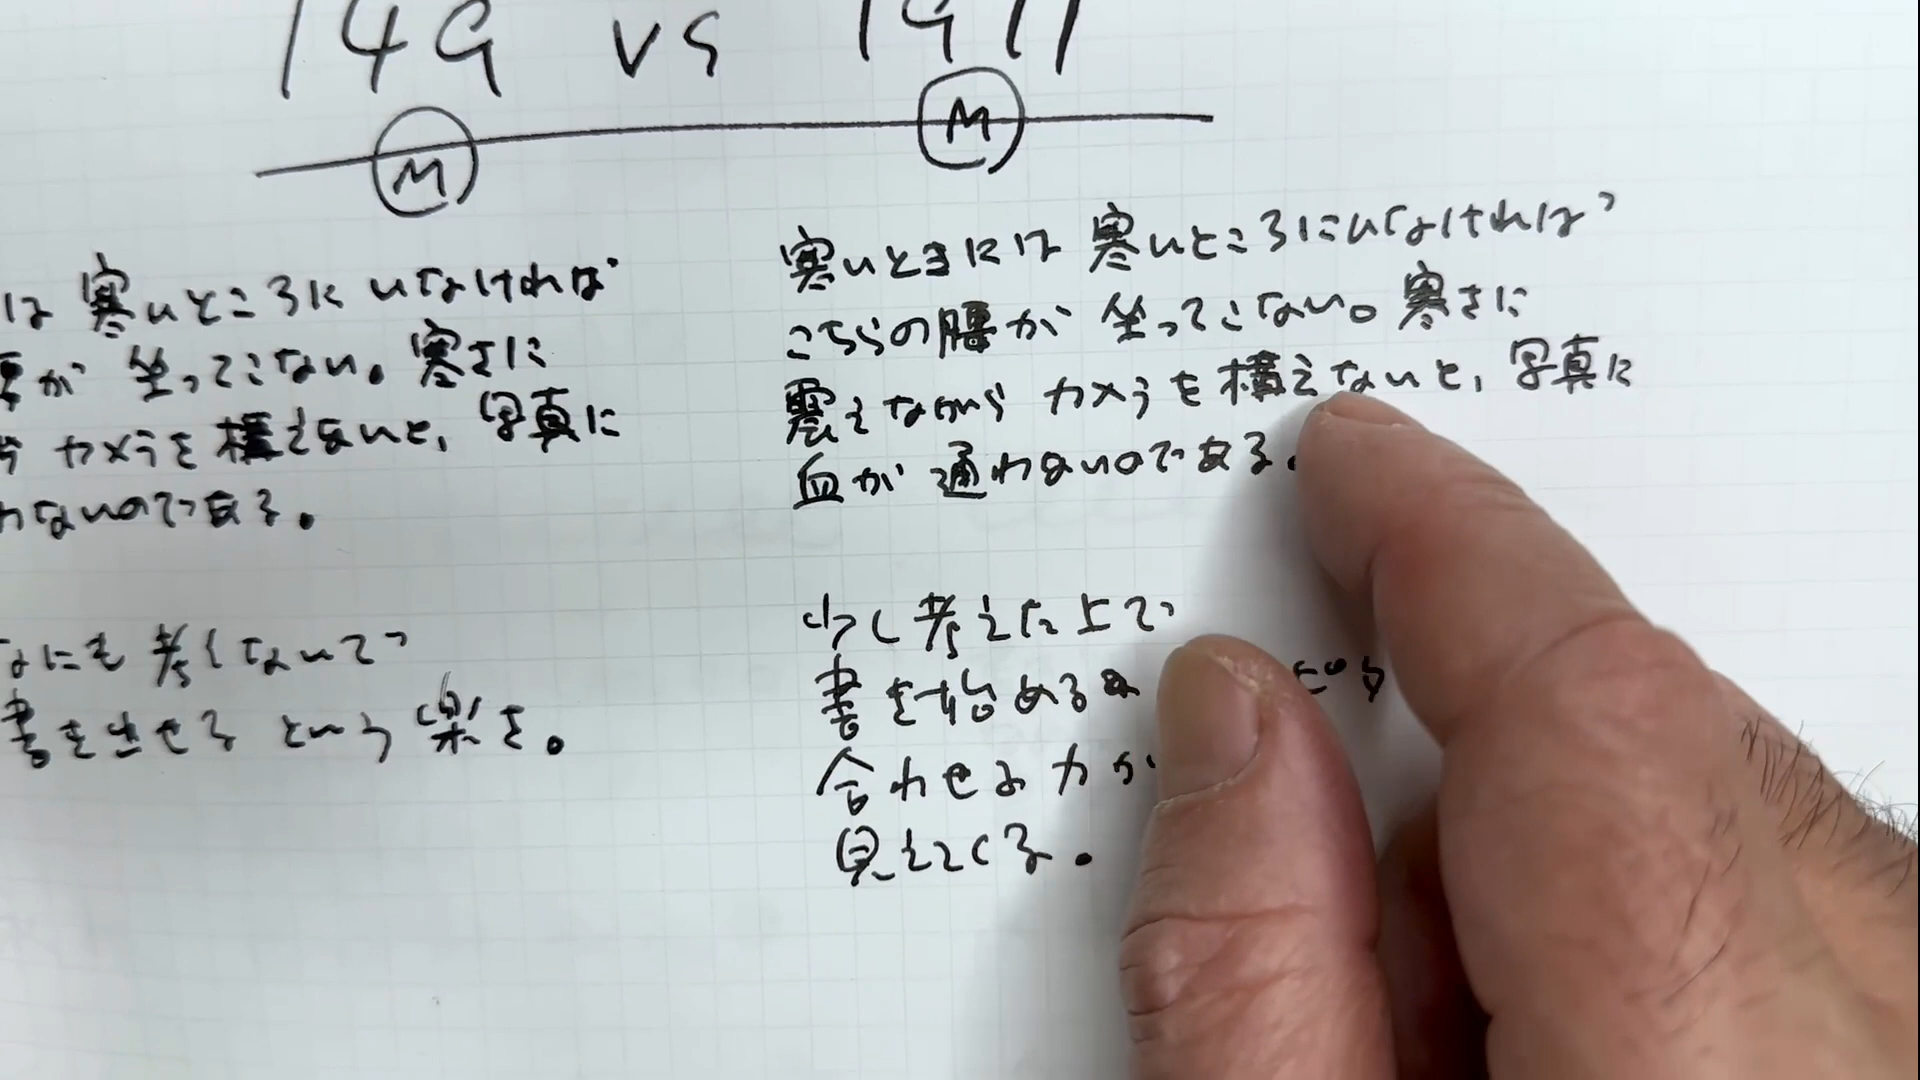 149 vs 1911
M M
は 寒いところに いなければ
が 坐ってこない。寒さに
カメラを構えないと、写真に
わないのである。
なにも考えないで
書き出せる という 楽さ。
寒いときには 寒いところにいなければ
こちらの腰が 坐ってこない。寒さに
震えながら カメラを構えないと、写真に
血が 通わないのである。
少し考えた上で
書き始める
合わせる力が
見えてくる。